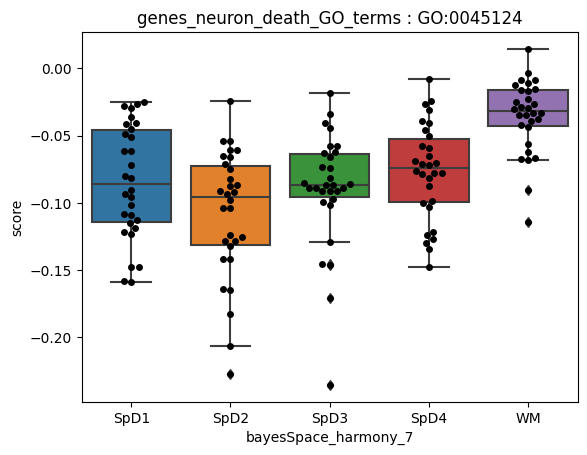 genes_neuron_death_GO_terms : GO:0045124
score
0.00
−0.05
−0.10
−0.15
−0.20
SpD1 SpD2 SpD3 SpD4 WM
bayesSpace_harmony_7